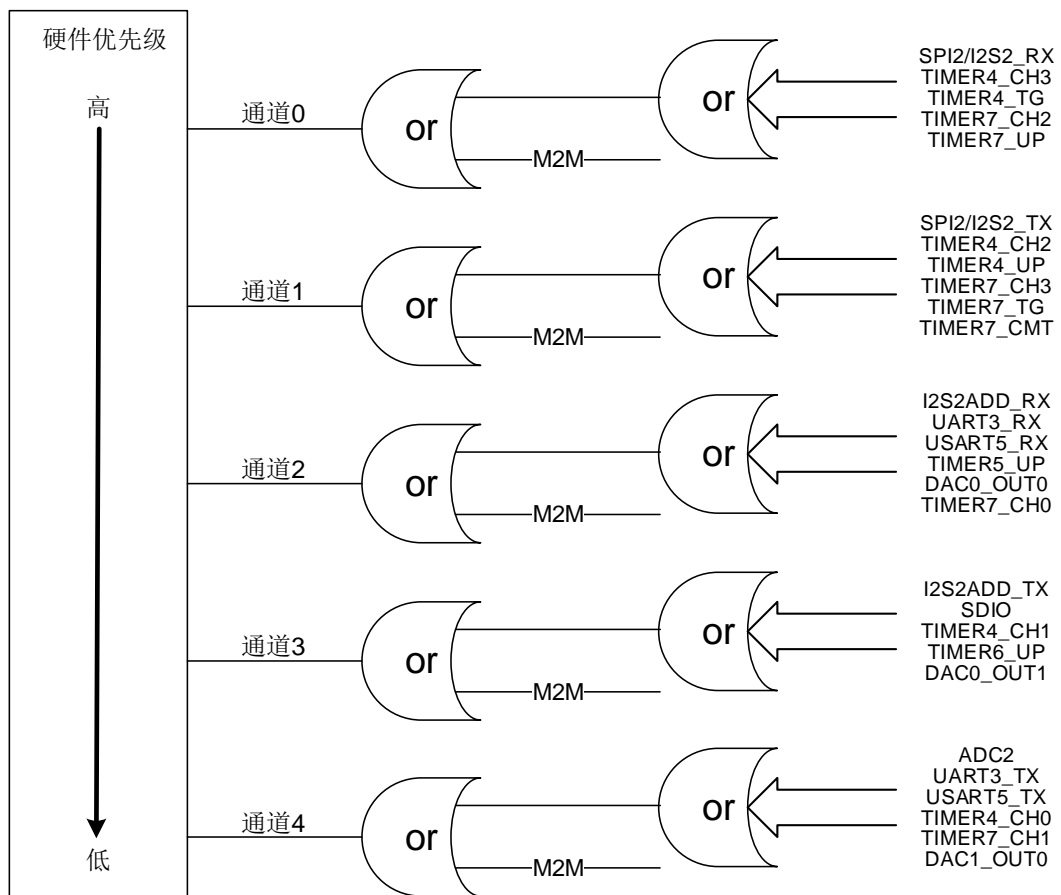 硬件优先级
高
低
通道0
or
M2M
or
SPI2/I2S2_RX
TIMER4_CH3
TIMER4_TG
TIMER7_CH2
TIMER7_UP
通道1
or
M2M
or
SPI2/I2S2_TX
TIMER4_CH2
TIMER4_UP
TIMER7_CH3
TIMER7_TG
TIMER7_CMT
通道2
or
M2M
or
I2S2ADD_RX
UART3_RX
USART5_RX
TIMER5_UP
DAC0_OUT0
TIMER7_CH0
通道3
or
M2M
or
I2S2ADD_TX
SDIO
TIMER4_CH1
TIMER6_UP
DAC0_OUT1
通道4
or
M2M
or
ADC2
UART3_TX
USART5_TX
TIMER4_CH0
TIMER7_CH1
DAC1_OUT0